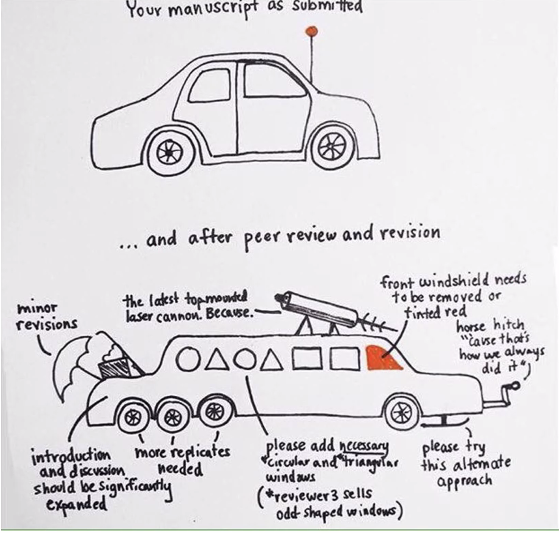 Your manuscript as submitted
... and after peer review and revision
minor
revisions
the latest top mounted
laser cannon. Because.
front windshield needs
to be removed or
tinted red
horse hitch
"cause that's
how we always
did it")
introduction
and discussion
should be significantly
expanded
more replicates
needed
please add necessary
*circular and *triangular
windows
(*reviewer 3 sells
odd shaped windows)
please try
this alternate
approach